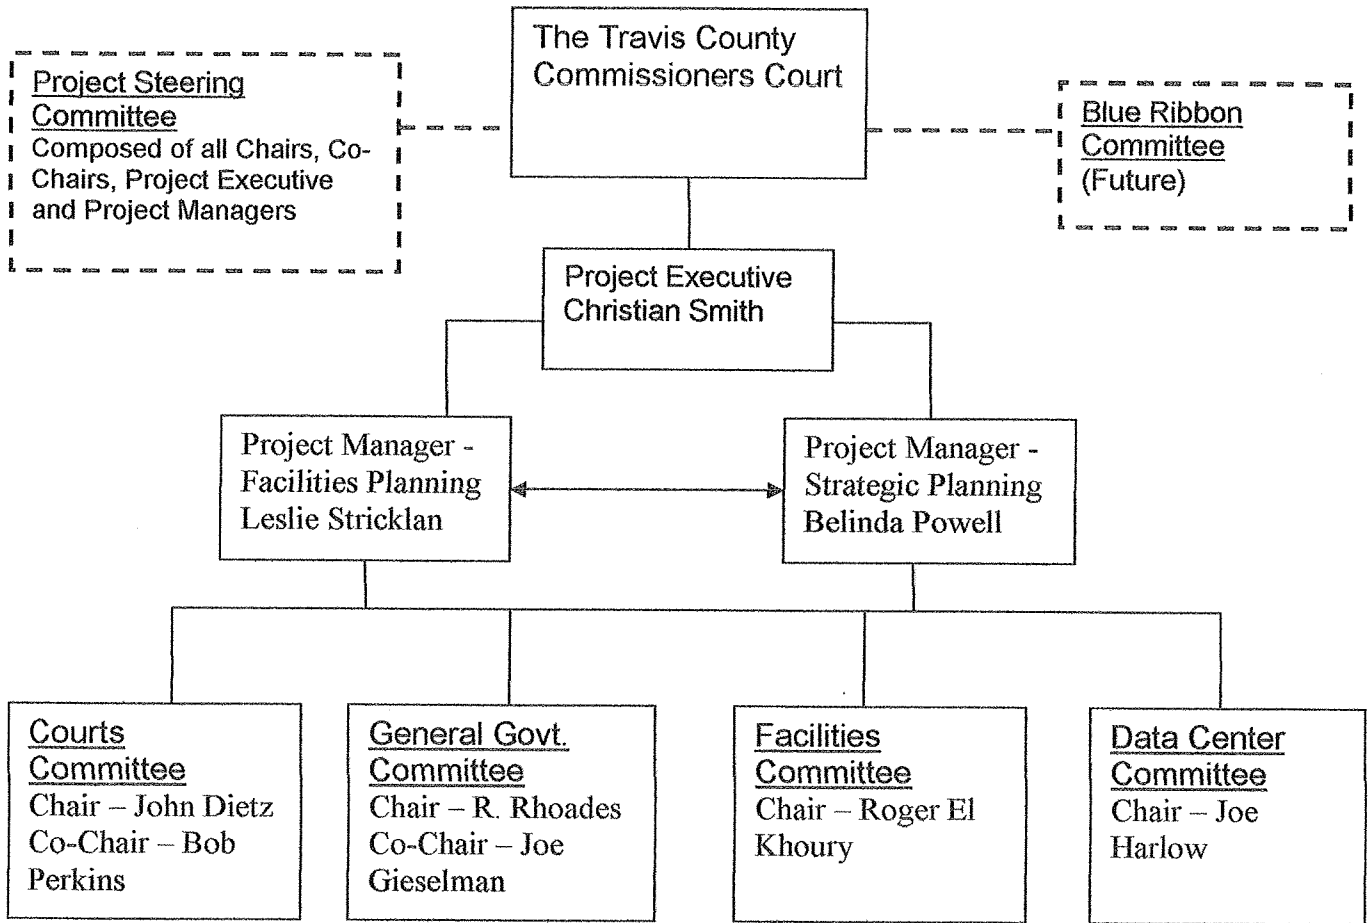 The Travis County
Commissioners Court
Project Steering
Committee
Composed of all Chairs, Co-
Chairs, Project Executive
and Project Managers
Blue Ribbon
Committee
(Future)
Project Executive
Christian Smith
Project Manager -
Facilities Planning
Leslie Stricklan
Project Manager -
Strategic Planning
Belinda Powell
Courts
Committee
Chair – John Dietz
Co-Chair – Bob
Perkins
General Govt.
Committee
Chair – R. Rhoades
Co-Chair – Joe
Gieselman
Facilities
Committee
Chair – Roger El
Khoury
Data Center
Committee
Chair – Joe
Harlow